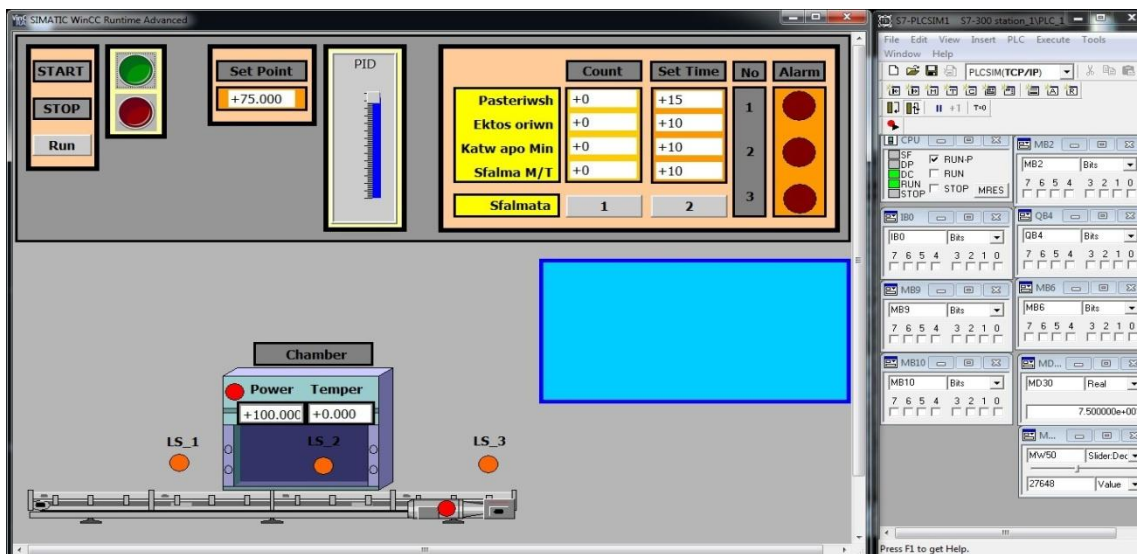 SIMATIC WinCC Runtime Advanced
START
STOP
Run
Set Point
+75.000
PID
Count Set Time No Alarm
Pasteriwsh +0 +15 1
Ektos oriwn +0 +10
Katw apo Min +0 +10 2
Sfalma M/T +0 +10
Sfalmata 1 2 3
Chamber
Power Temper
+100.000 +0.000
LS_1 LS_2 LS_3
S7-PLCSIM1 S7-300 station_1\PLC_1
File Edit View Insert PLC Execute Tools
Window Help
PLCSIM(TCP/IP)
+1 T=0
CPU
SF
DP RUN-P
DC RUN
RUN STOP MRES
STOP
MB2
MB2 Bits
7 6 5 4 3 2 1 0
IB0
IB0 Bits
7 6 5 4 3 2 1 0
QB4
QB4 Bits
7 6 5 4 3 2 1 0
MB9
MB9 Bits
7 6 5 4 3 2 1 0
MB6
MB6 Bits
7 6 5 4 3 2 1 0
MB10
MB10 Bits
7 6 5 4 3 2 1 0
MD...
MD30 Real
7.500000e+00
M...
MW50 Slider:Dec
27648 Value
Press F1 to get Help.